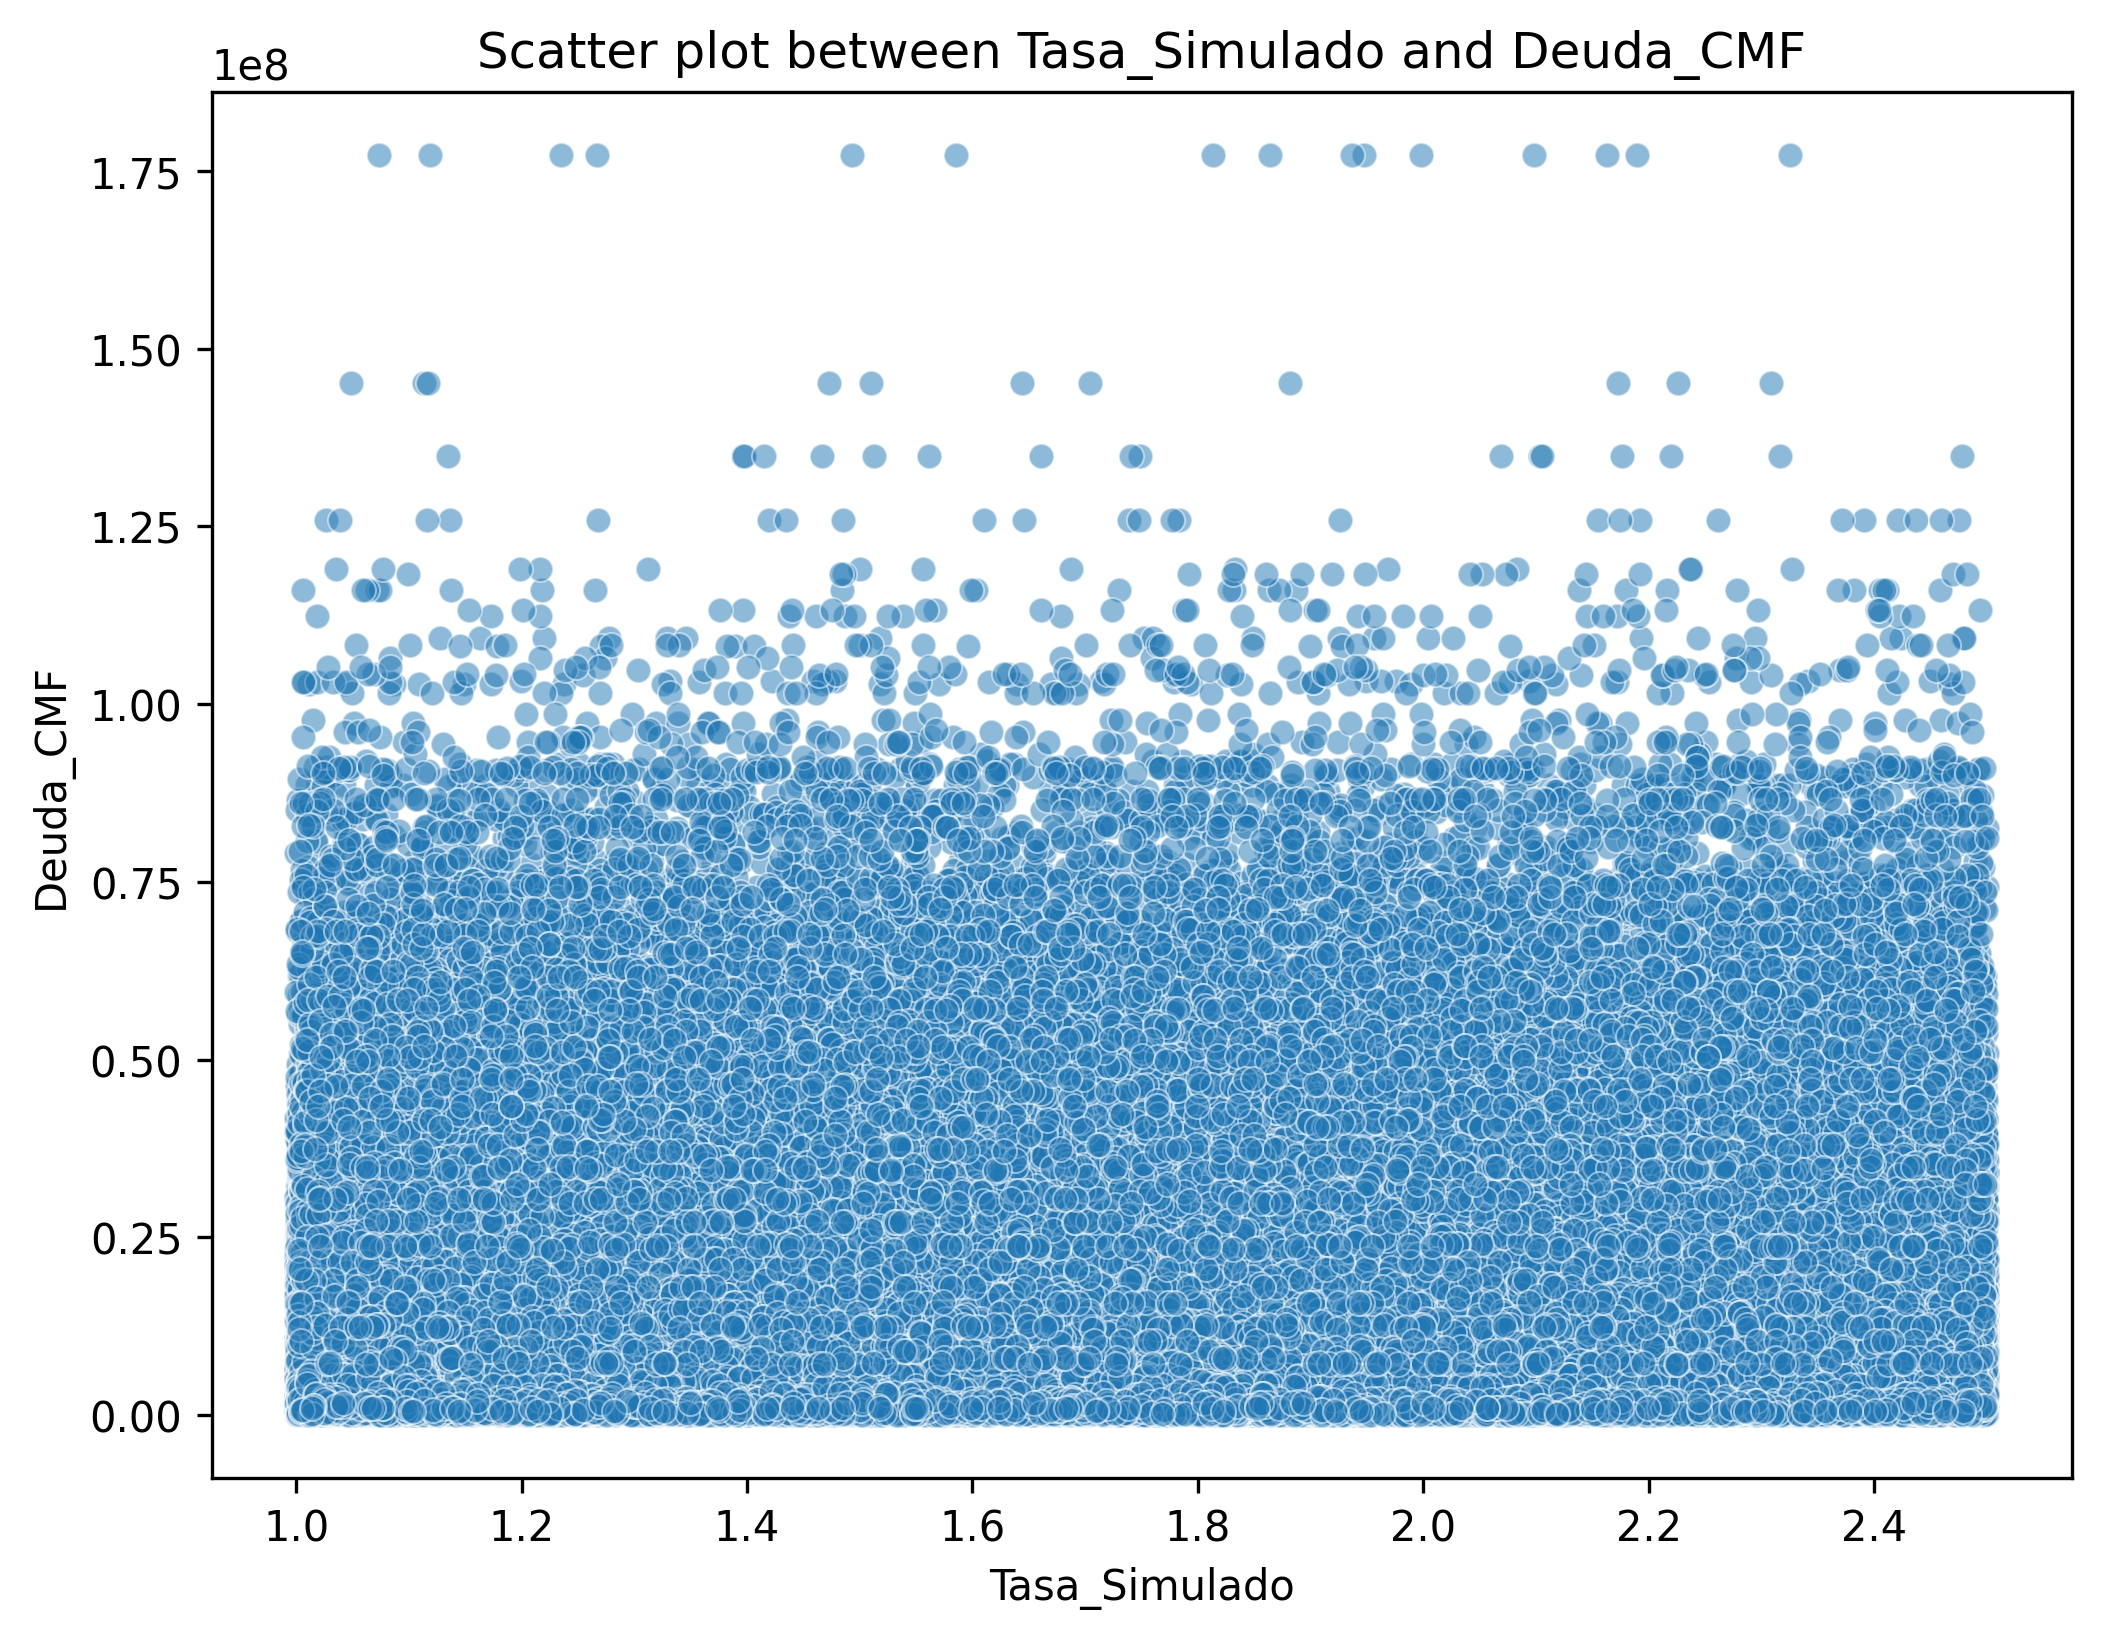 Scatter plot between Tasa_Simulado and Deuda_CMF
1e8
1.75
1.50
1.25
1.00
0.75
0.50
0.25
0.00
Deuda_CMF
1.0 1.2 1.4 1.6 1.8 2.0 2.2 2.4
Tasa_Simulado